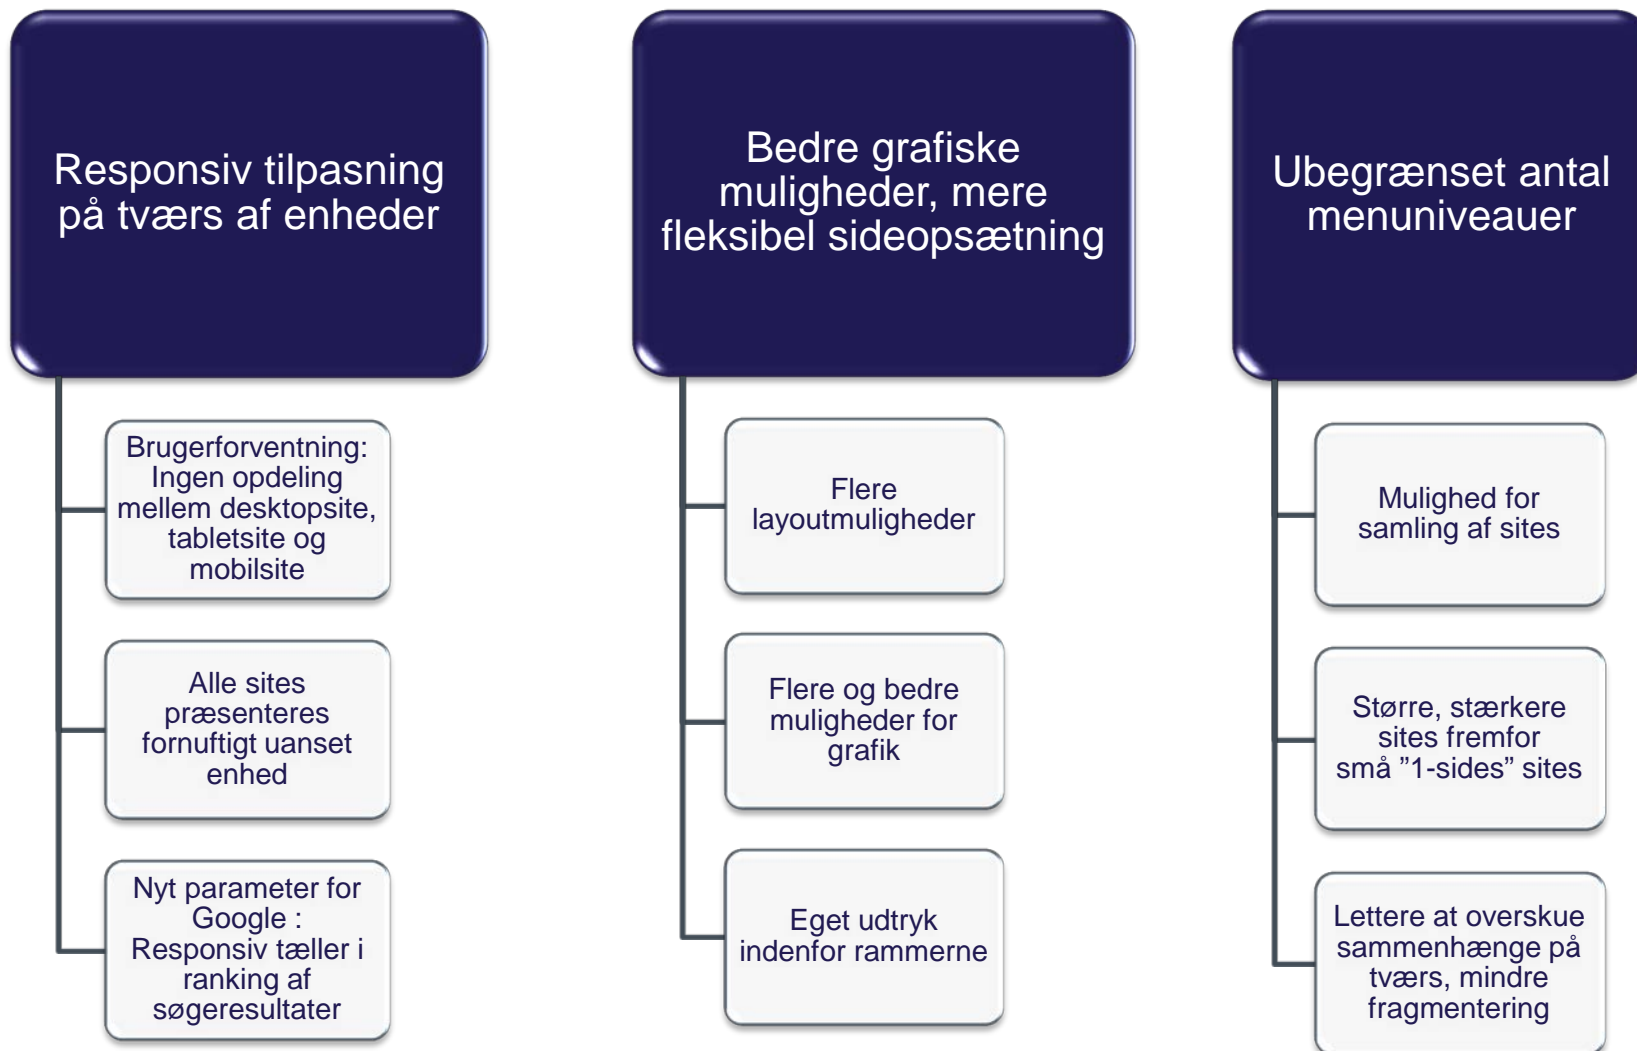 Responsiv tilpasning
på tværs af enheder
Brugerforventning:
Ingen opdeling
mellem desktopsite,
tabletsite og
mobilsite
Alle sites
præsenteres
fornuftigt uanset
enhed
Nyt parameter for
Google :
Responsiv tæller i
ranking af
søgeresultater
Bedre grafiske
muligheder, mere
fleksibel sideopsætning
Flere
layoutmuligheder
Flere og bedre
muligheder for
grafik
Eget udtryk
indenfor rammerne
Ubegrænset antal
menuniveauer
Mulighed for
samling af sites
Større, stærkere
sites fremfor
små ”1-sides” sites
Lettere at overskue
sammenhænge på
tværs, mindre
fragmentering